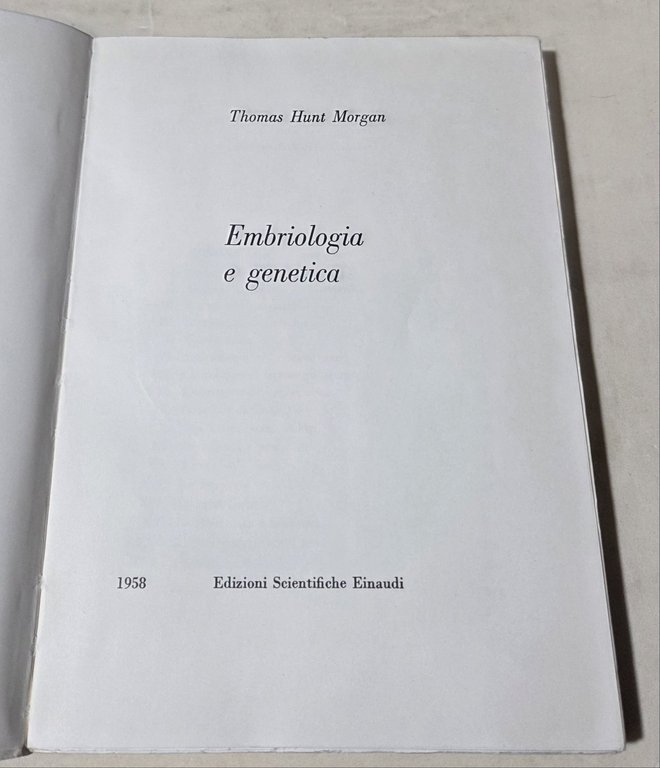 Thomas Hunt Morgan
Embriologia
e genetica
1958 Edizioni Scientifiche Einaudi